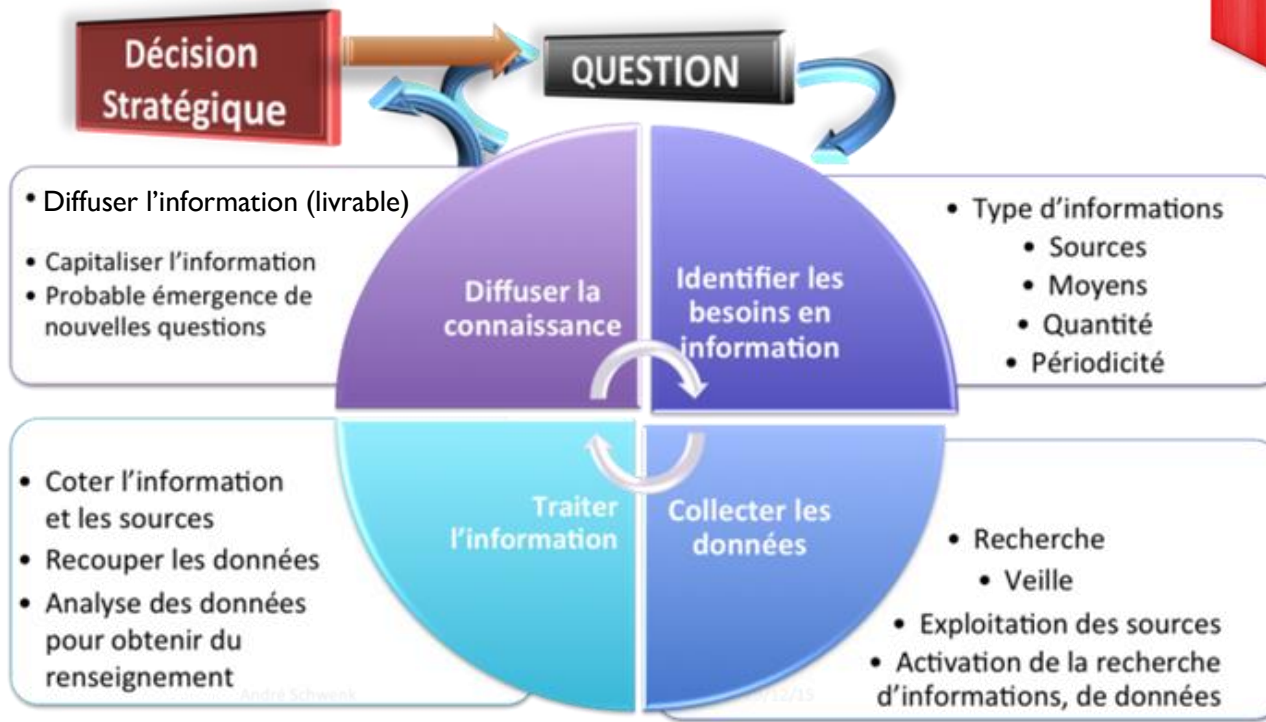 Décision
Stratégique
QUESTION
• Diffuser l’information (livrable)
• Capitaliser l’information
• Probable émergence de
nouvelles questions
Diffuser la
connaissance
Identifier les
besoins en
information
• Type d’informations
• Sources
• Moyens
• Quantité
• Périodicité
• Coter l’information
et les sources
• Recouper les données
• Analyse des données
pour obtenir du
renseignement
Traiter
l’information
Collecter les
données
• Recherche
• Veille
• Exploitation des sources
• Activation de la recherche
d’informations, de données
André Schwenk